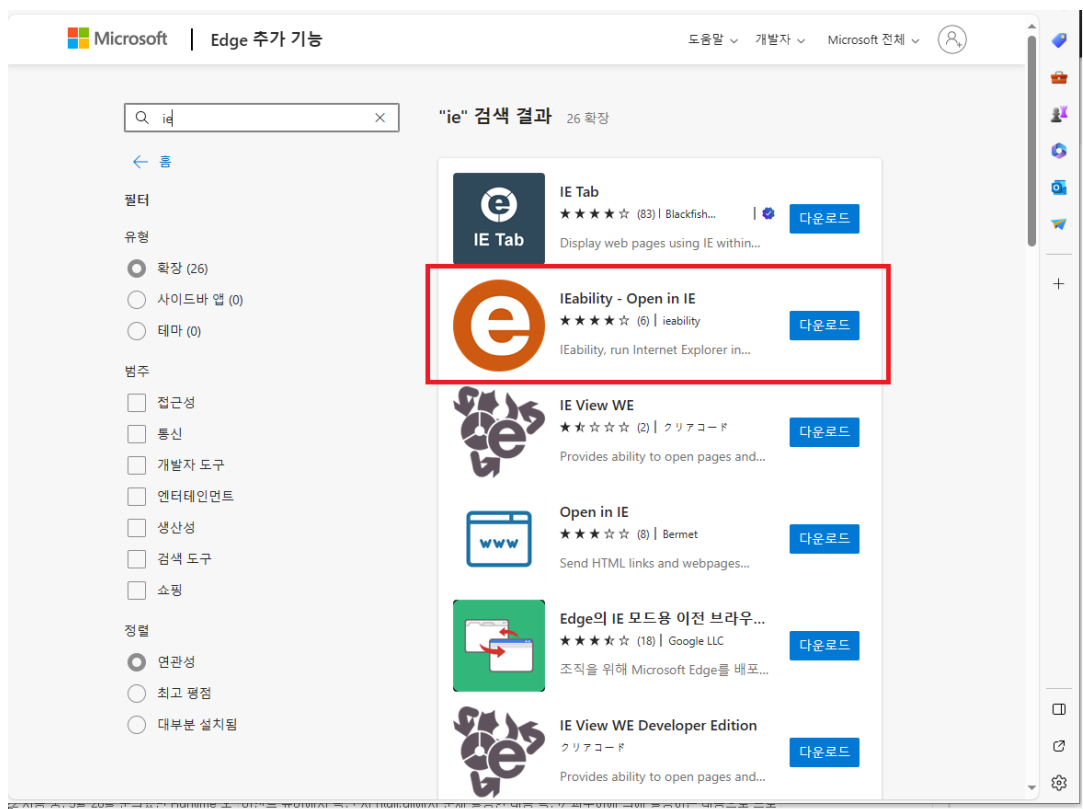 Microsoft
Edge 추가 기능
도움말
개발자
Microsoft 전체
ie
"ie" 검색 결과 26 확장
홈
필터
유형
확장 (26)
사이드바 앱 (0)
테마 (0)
범주
접근성
통신
개발자 도구
엔터테인먼트
생산성
검색 도구
쇼핑
정렬
연관성
최고 평점
대부분 설치됨
IE Tab
IE Tab
(83) | Blackfish...
다운로드
Display web pages using IE within...
IEability - Open in IE
(6) | ieability
다운로드
IEability, run Internet Explorer in...
IE View WE
(2) | クリアコード
다운로드
Provides ability to open pages and...
www
Open in IE
(8) | Bermet
다운로드
Send HTML links and webpages...
Edge의 IE 모드용 이전 브라우...
(18) | Google LLC
다운로드
조직을 위해 Microsoft Edge를 배포...
IE View WE Developer Edition
クリアコード
다운로드
Provides ability to open pages and...